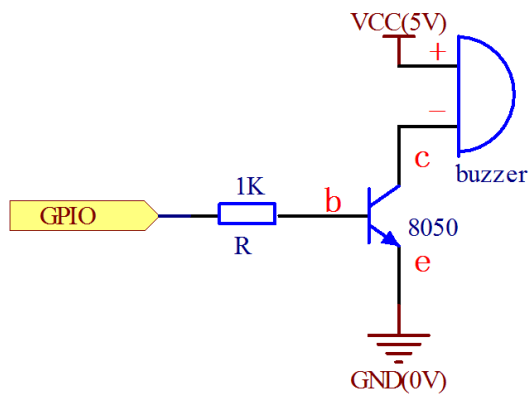 VCC(5V)
+
−
c
buzzer
1K
b
GPIO
8050
R
e
GND(0V)